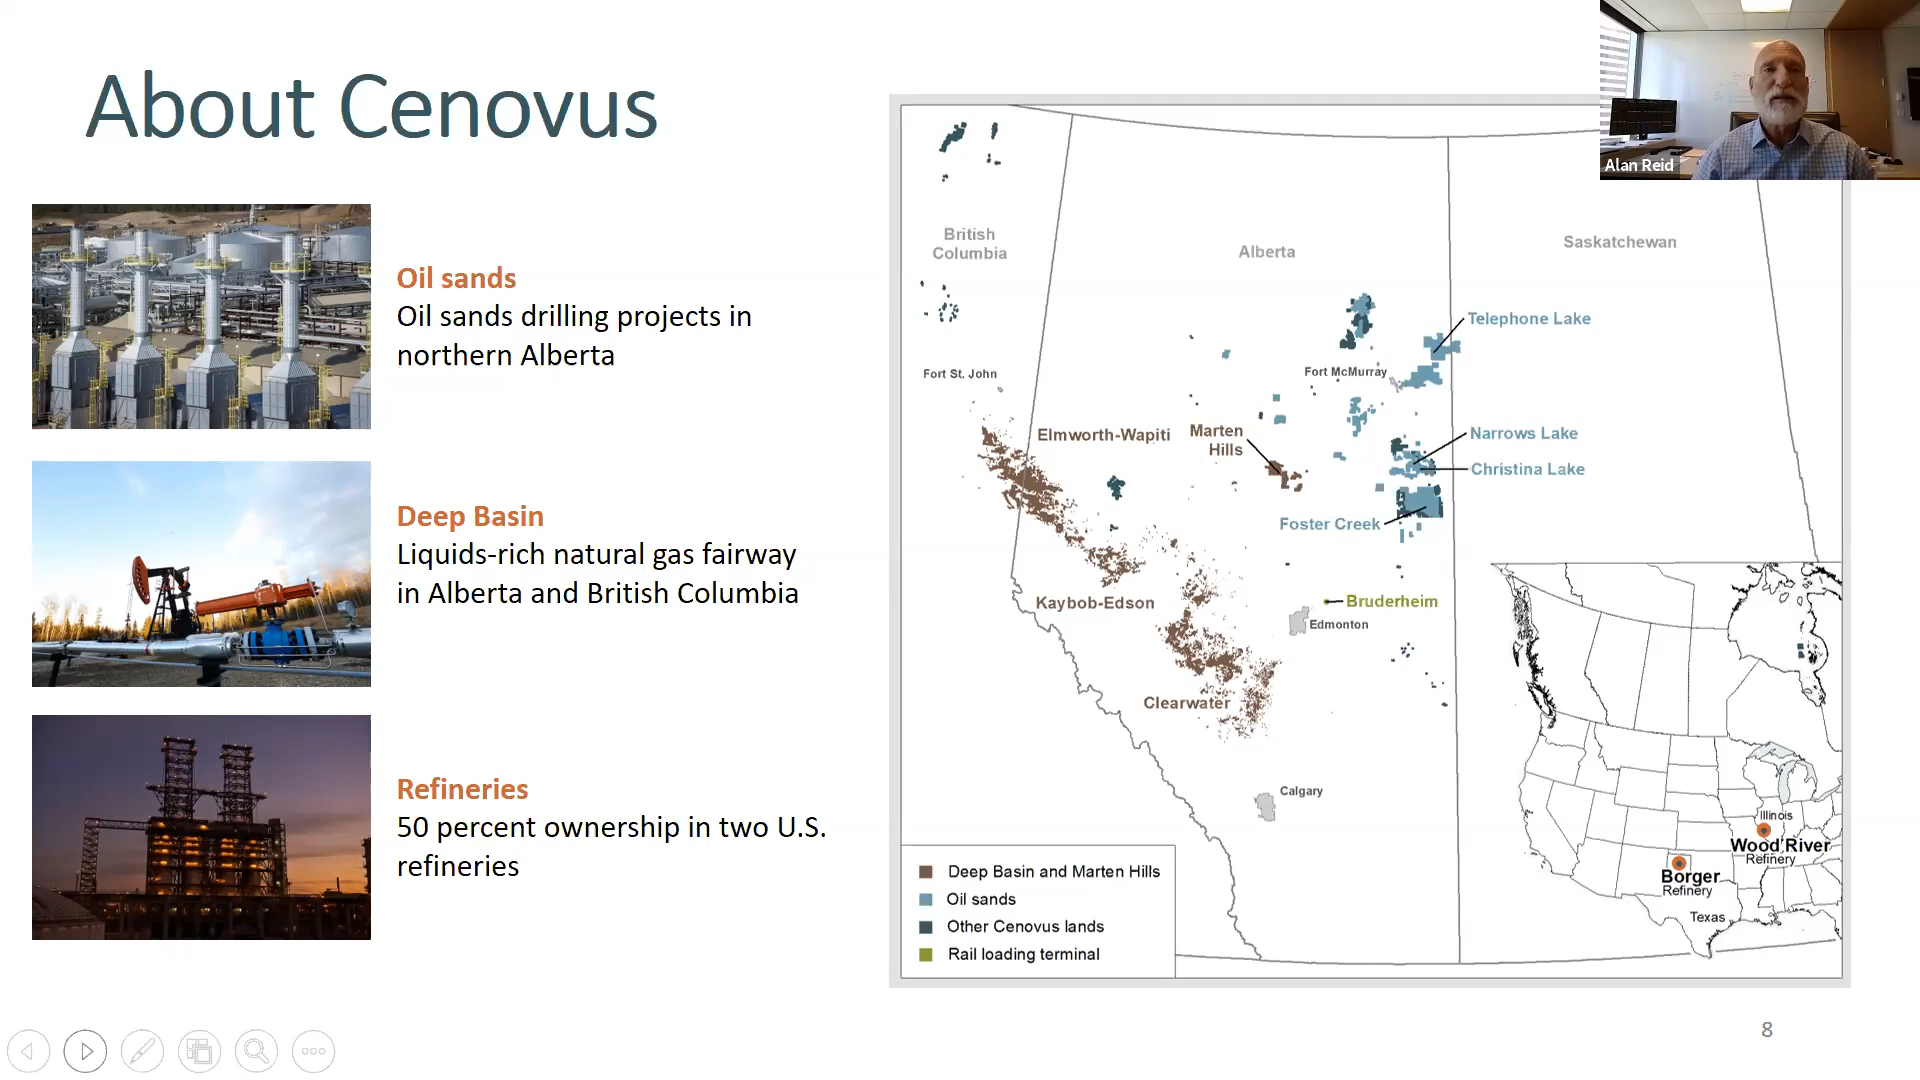 About Cenovus
Oil sands
Oil sands drilling projects in
northern Alberta
Deep Basin
Liquids-rich natural gas fairway
in Alberta and British Columbia
Refineries
50 percent ownership in two U.S.
refineries
Alan Reid
British
Columbia
Alberta
Saskatchewan
Telephone Lake
Fort St. John
Fort McMurray
Elmworth-Wapiti
Marten
Hills
Narrows Lake
Christina Lake
Foster Creek
Kaybob-Edson
Bruderheim
Edmonton
Clearwater
Calgary
Illinois
Wood River
Refinery
Borger
Refinery
Texas
Deep Basin and Marten Hills
Oil sands
Other Cenovus lands
Rail loading terminal
8